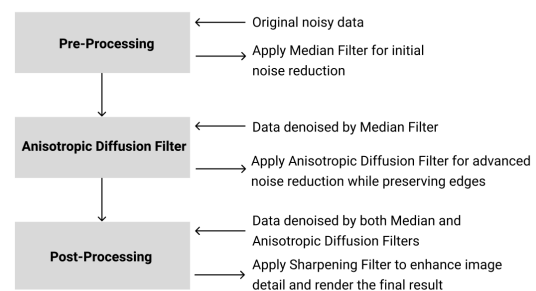 Original noisy data
Pre-Processing
Apply Median Filter for initial
noise reduction
Data denoised by Median Filter
Anisotropic Diffusion Filter
Apply Anisotropic Diffusion Filter for advanced
noise reduction while preserving edges
Data denoised by both Median and
Anisotropic Diffusion Filters
Post-Processing
Apply Sharpening Filter to enhance image
detail and render the final result